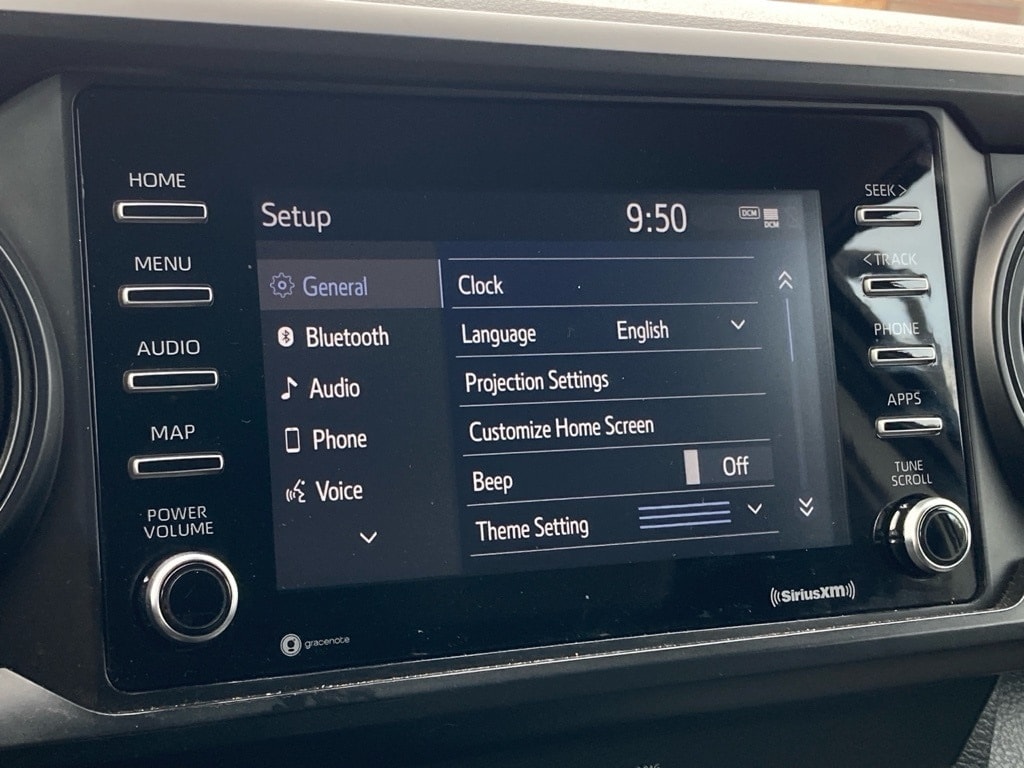 HOME
MENU
AUDIO
MAP
POWER
VOLUME
Setup
9:50
DCM
DCM
General
Bluetooth
Audio
Phone
Voice
Clock
Language English
Projection Settings
Customize Home Screen
Beep Off
Theme Setting
SEEK >
< TRACK
PHONE
APPS
TUNE
SCROLL
gracenote
SiriusXM